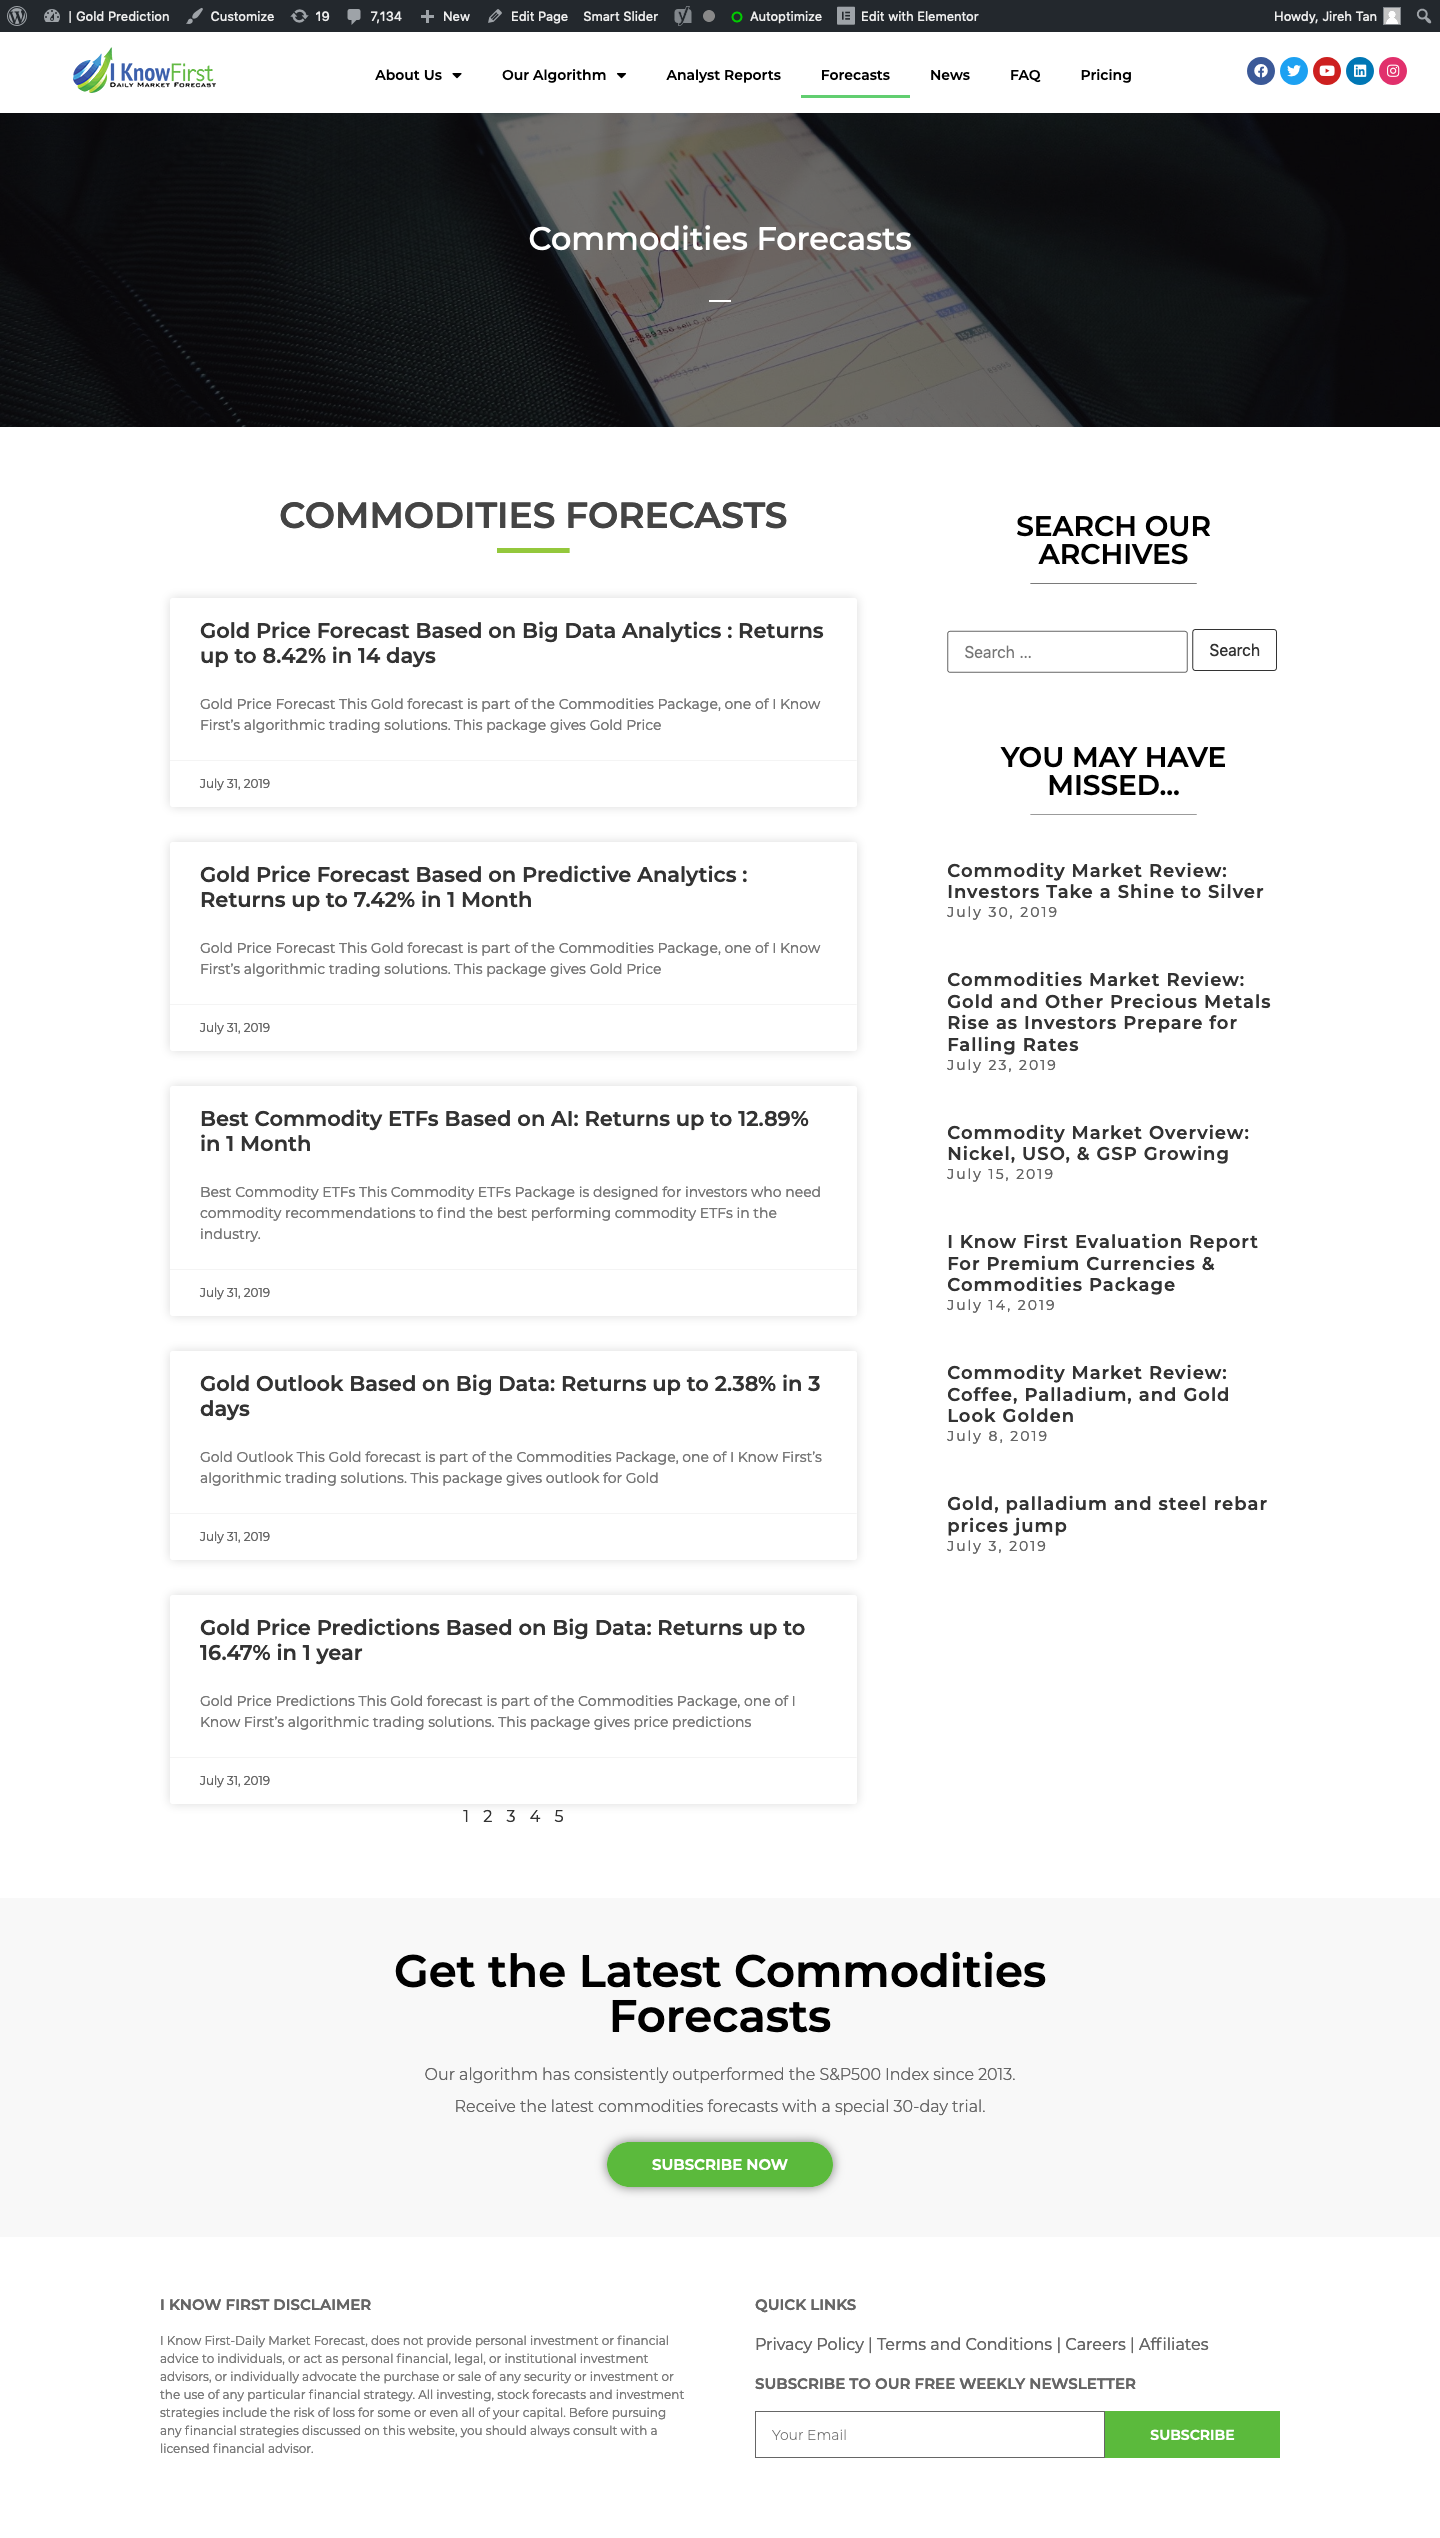 | Gold Prediction Customize 19 7,134 New Edit Page Smart Slider Autoptimize Edit with Elementor Howdy, Jireh Tan
I KnowFirst
DAILY MARKET FORECAST
About Us Our Algorithm Analyst Reports Forecasts News FAQ Pricing
Commodities Forecasts
COMMODITIES FORECASTS
Gold Price Forecast Based on Big Data Analytics : Returns
up to 8.42% in 14 days
Gold Price Forecast This Gold forecast is part of the Commodities Package, one of I Know
First’s algorithmic trading solutions. This package gives Gold Price
July 31, 2019
Gold Price Forecast Based on Predictive Analytics :
Returns up to 7.42% in 1 Month
Gold Price Forecast This Gold forecast is part of the Commodities Package, one of I Know
First’s algorithmic trading solutions. This package gives Gold Price
July 31, 2019
Best Commodity ETFs Based on AI: Returns up to 12.89%
in 1 Month
Best Commodity ETFs This Commodity ETFs Package is designed for investors who need
commodity recommendations to find the best performing commodity ETFs in the
industry.
July 31, 2019
Gold Outlook Based on Big Data: Returns up to 2.38% in 3
days
Gold Outlook This Gold forecast is part of the Commodities Package, one of I Know First’s
algorithmic trading solutions. This package gives outlook for Gold
July 31, 2019
Gold Price Predictions Based on Big Data: Returns up to
16.47% in 1 year
Gold Price Predictions This Gold forecast is part of the Commodities Package, one of I
Know First’s algorithmic trading solutions. This package gives price predictions
July 31, 2019
1 2 3 4 5
SEARCH OUR
ARCHIVES
Search ... Search
YOU MAY HAVE
MISSED...
Commodity Market Review:
Investors Take a Shine to Silver
July 30, 2019
Commodities Market Review:
Gold and Other Precious Metals
Rise as Investors Prepare for
Falling Rates
July 23, 2019
Commodity Market Overview:
Nickel, USO, & GSP Growing
July 15, 2019
I Know First Evaluation Report
For Premium Currencies &
Commodities Package
July 14, 2019
Commodity Market Review:
Coffee, Palladium, and Gold
Look Golden
July 8, 2019
Gold, palladium and steel rebar
prices jump
July 3, 2019
Get the Latest Commodities
Forecasts
Our algorithm has consistently outperformed the S&P500 Index since 2013.
Receive the latest commodities forecasts with a special 30-day trial.
SUBSCRIBE NOW
I KNOW FIRST DISCLAIMER
I Know First-Daily Market Forecast, does not provide personal investment or financial
advice to individuals, or act as personal financial, legal, or institutional investment
advisors, or individually advocate the purchase or sale of any security or investment or
the use of any particular financial strategy. All investing, stock forecasts and investment
strategies include the risk of loss for some or even all of your capital. Before pursuing
any financial strategies discussed on this website, you should always consult with a
licensed financial advisor.
QUICK LINKS
Privacy Policy | Terms and Conditions | Careers | Affiliates
SUBSCRIBE TO OUR FREE WEEKLY NEWSLETTER
Your Email SUBSCRIBE